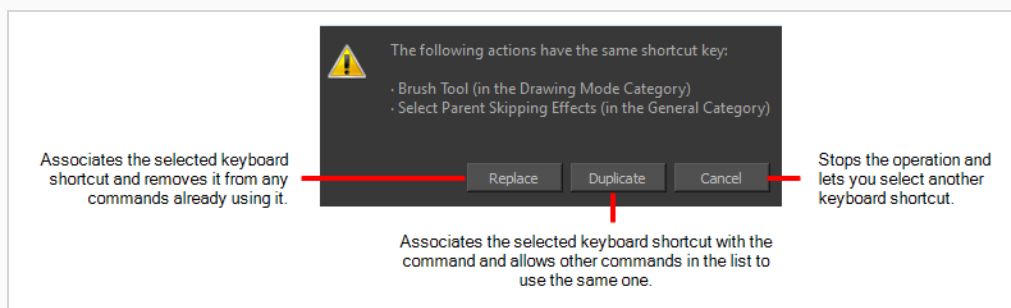 The following actions have the same shortcut key:
· Brush Tool (in the Drawing Mode Category)
· Select Parent Skipping Effects (in the General Category)
Associates the selected keyboard
shortcut and removes it from any
commands already using it.
Replace
Duplicate
Cancel
Stops the operation and
lets you select another
keyboard shortcut.
Associates the selected keyboard shortcut with the
command and allows other commands in the list to
use the same one.